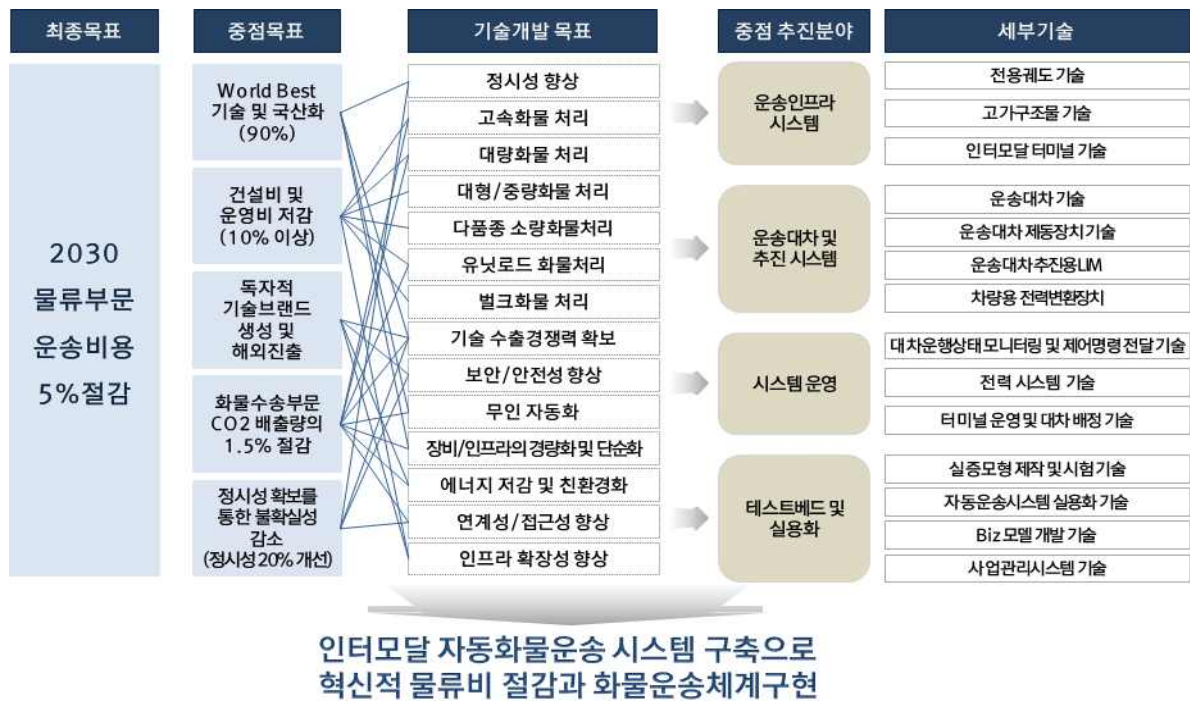 최종목표
중점목표
기술개발 목표
중점 추진분야
세부기술
2030
물류부문
운송비용
5%절감
World Best
기술 및 국산화
(90%)
건설비 및
운영비 저감
(10% 이상)
독자적
기술브랜드
생성 및
해외진출
화물수송부문
CO2 배출량의
1.5% 절감
정시성 확보를
통한 불확실성
감소
(정시성 20% 개선)
정시성 향상
고속화물 처리
대량화물 처리
대형/중량화물 처리
다품종 소량화물처리
유닛로드 화물처리
벌크화물 처리
기술 수출경쟁력 확보
보안/안전성 향상
무인 자동화
장비/인프라의 경량화 및 단순화
에너지 저감 및 친환경화
연계성/접근성 향상
인프라 확장성 향상
운송인프라
시스템
운송대차 및
추진 시스템
시스템 운영
테스트베드 및
실용화
전용궤도 기술
고가구조물 기술
인터모달 터미널 기술
운송대차 기술
운송대차 제동장치 기술
운송대차 추진용 LIM
차량용 전력변환장치
대차운행상태 모니터링 및 제어명령 전달 기술
전력 시스템 기술
터미널 운영 및 대차 배정 기술
실증모형 제작 및 시험 기술
자동운송시스템 실용화 기술
Biz 모델 개발 기술
사업관리시스템 기술
인터모달 자동화물운송 시스템 구축으로
혁신적 물류비 절감과 화물운송체계구현